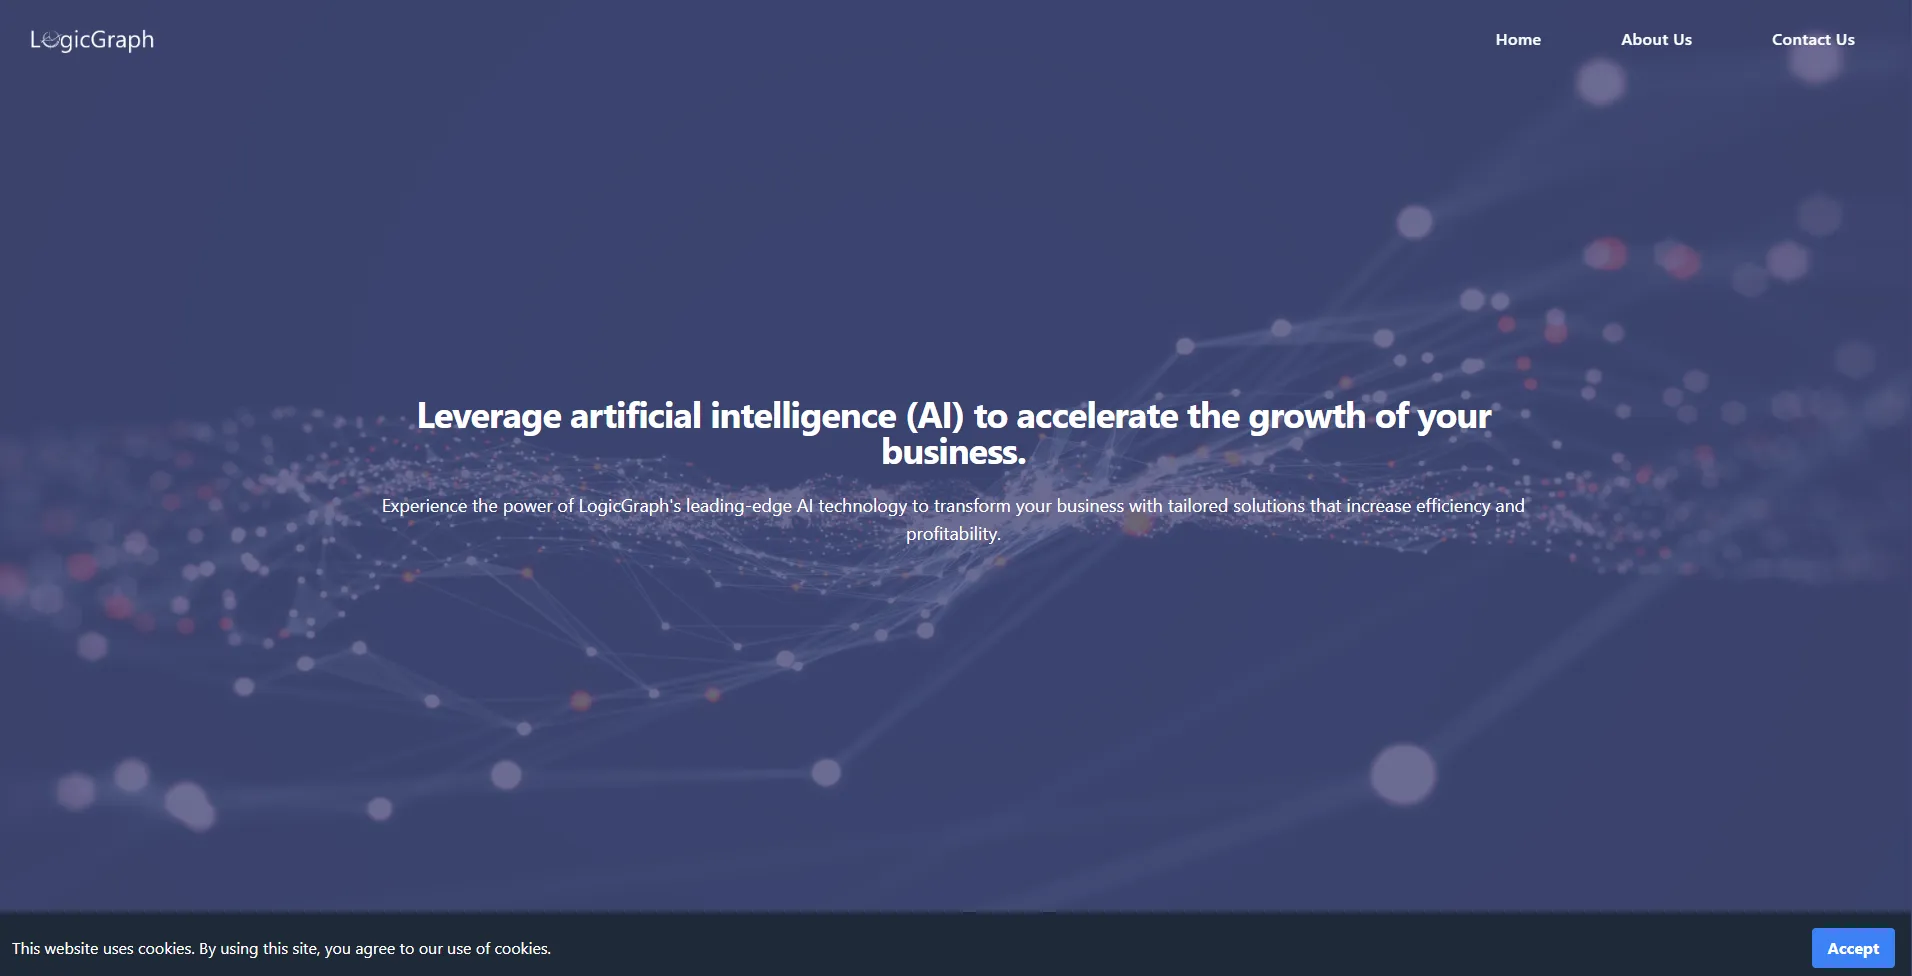 LogicGraph
Home
About Us
Contact Us
Leverage artificial intelligence (AI) to accelerate the growth of your
business.
Experience the power of LogicGraph's leading-edge AI technology to transform your business with tailored solutions that increase efficiency and
profitability.
This website uses cookies. By using this site, you agree to our use of cookies.
Accept